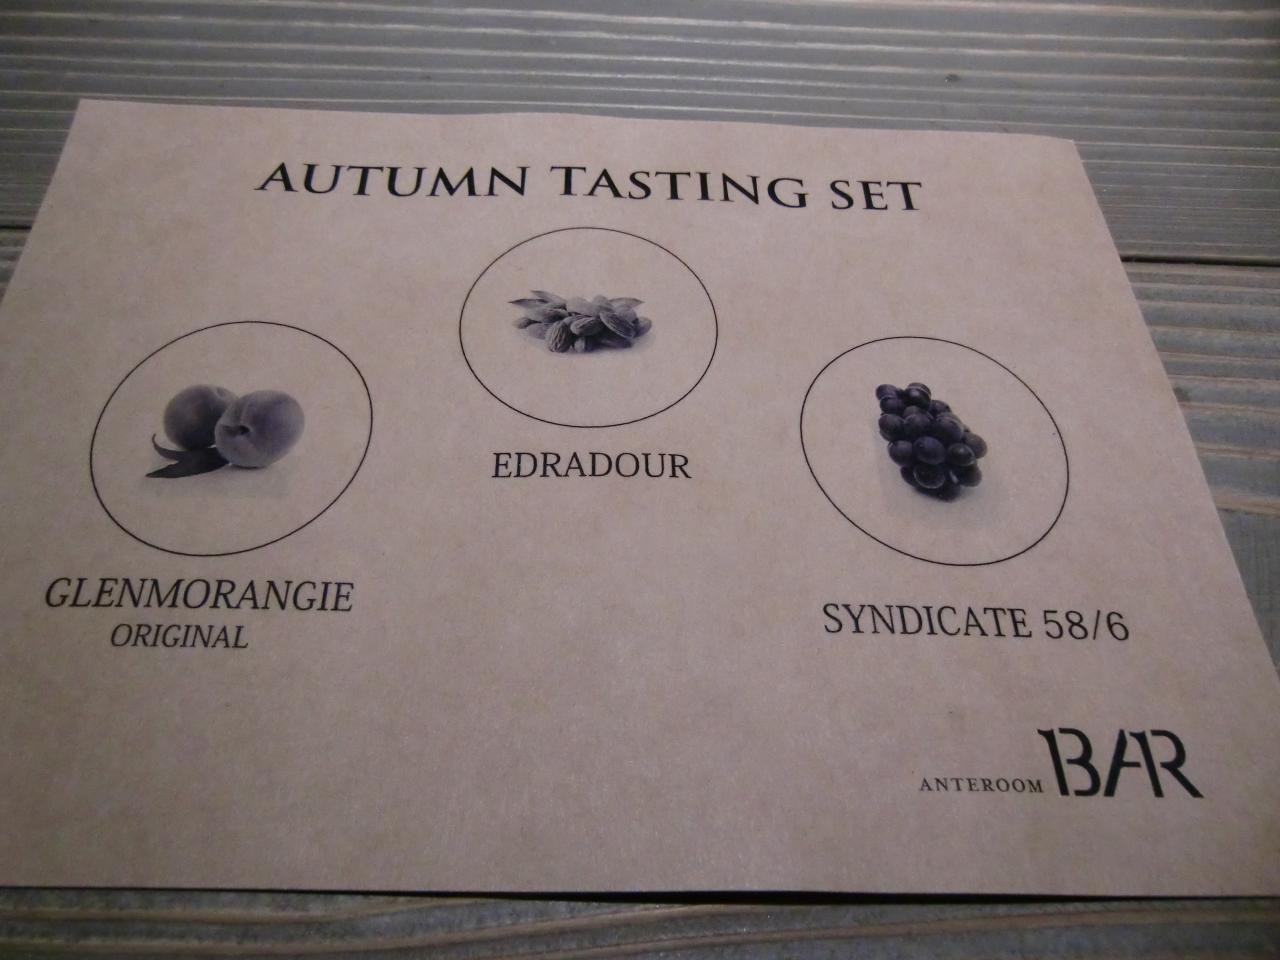 AUTUMN TASTING SET
EDRADOUR
GLENMORANGIE
ORIGINAL
SYNDICATE 58/6
ANTEROOM BAR